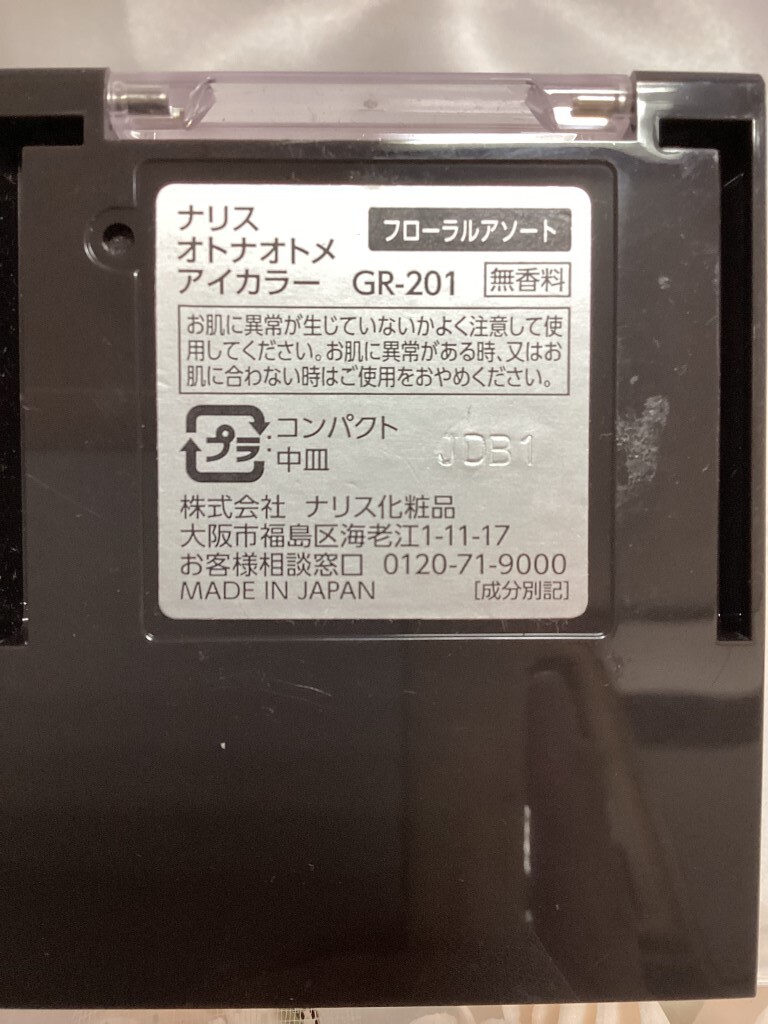 ナリス
オトナオトメ
フローラルアソート
アイカラー GR-201 無香料
お肌に異常が生じていないかよく注意して使
用してください。お肌に異常がある時、又はお
肌に合わない時はご使用をおやめください。
プラ :コンパクト
中皿
JDB1
株式会社 ナリス化粧品
大阪市福島区海老江1-11-17
お客様相談窓口 0120-71-9000
MADE IN JAPAN [成分別記]